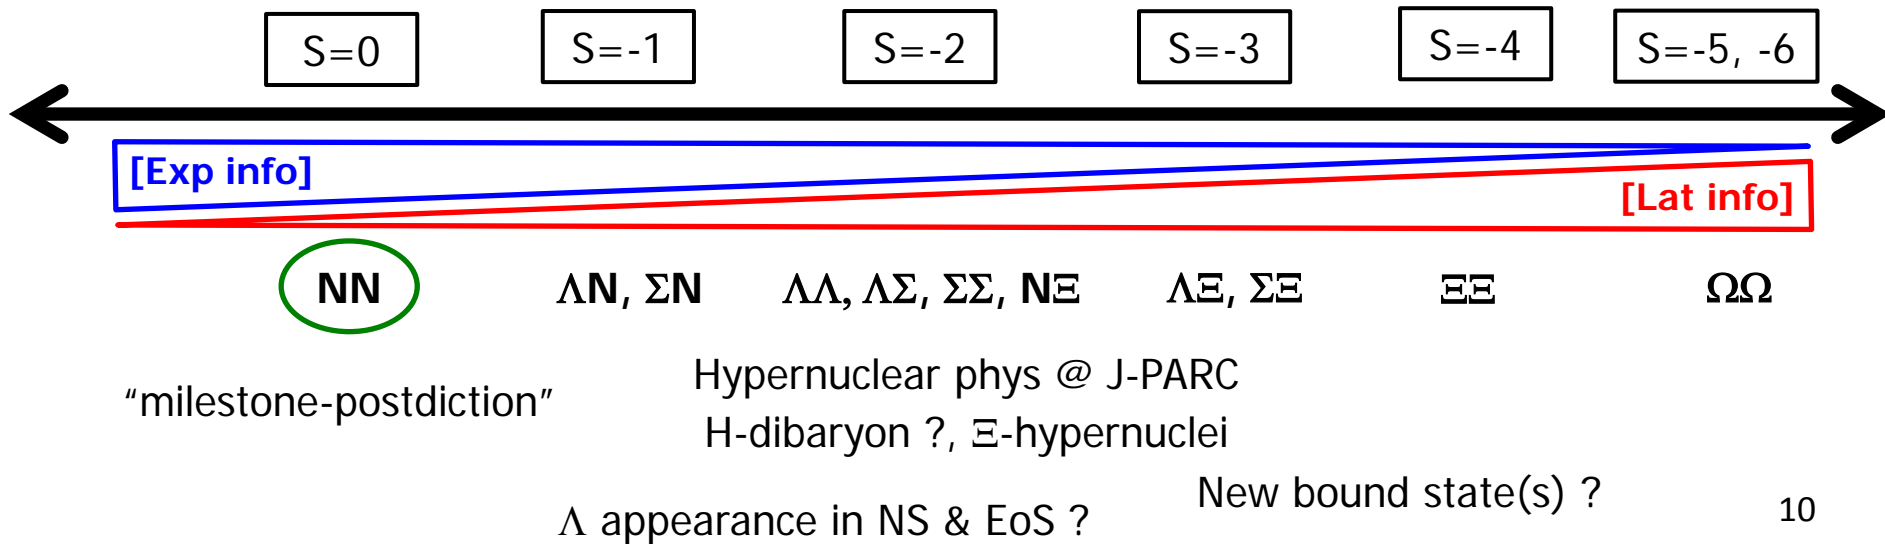 S=0 S=-1 S=-2 S=-3 S=-4 S=-5, -6
[Exp info]
[Lat info]
NN ΛN, ΣN ΛΛ, ΛΣ, ΣΣ, NΞ ΛΞ, ΣΞ ΞΞ ΩΩ
"milestone-postdiction"
Hypernuclear phys @ J-PARC
H-dibaryon ?, Ξ-hypernuclei
New bound state(s) ?
Λ appearance in NS & EoS ?
10